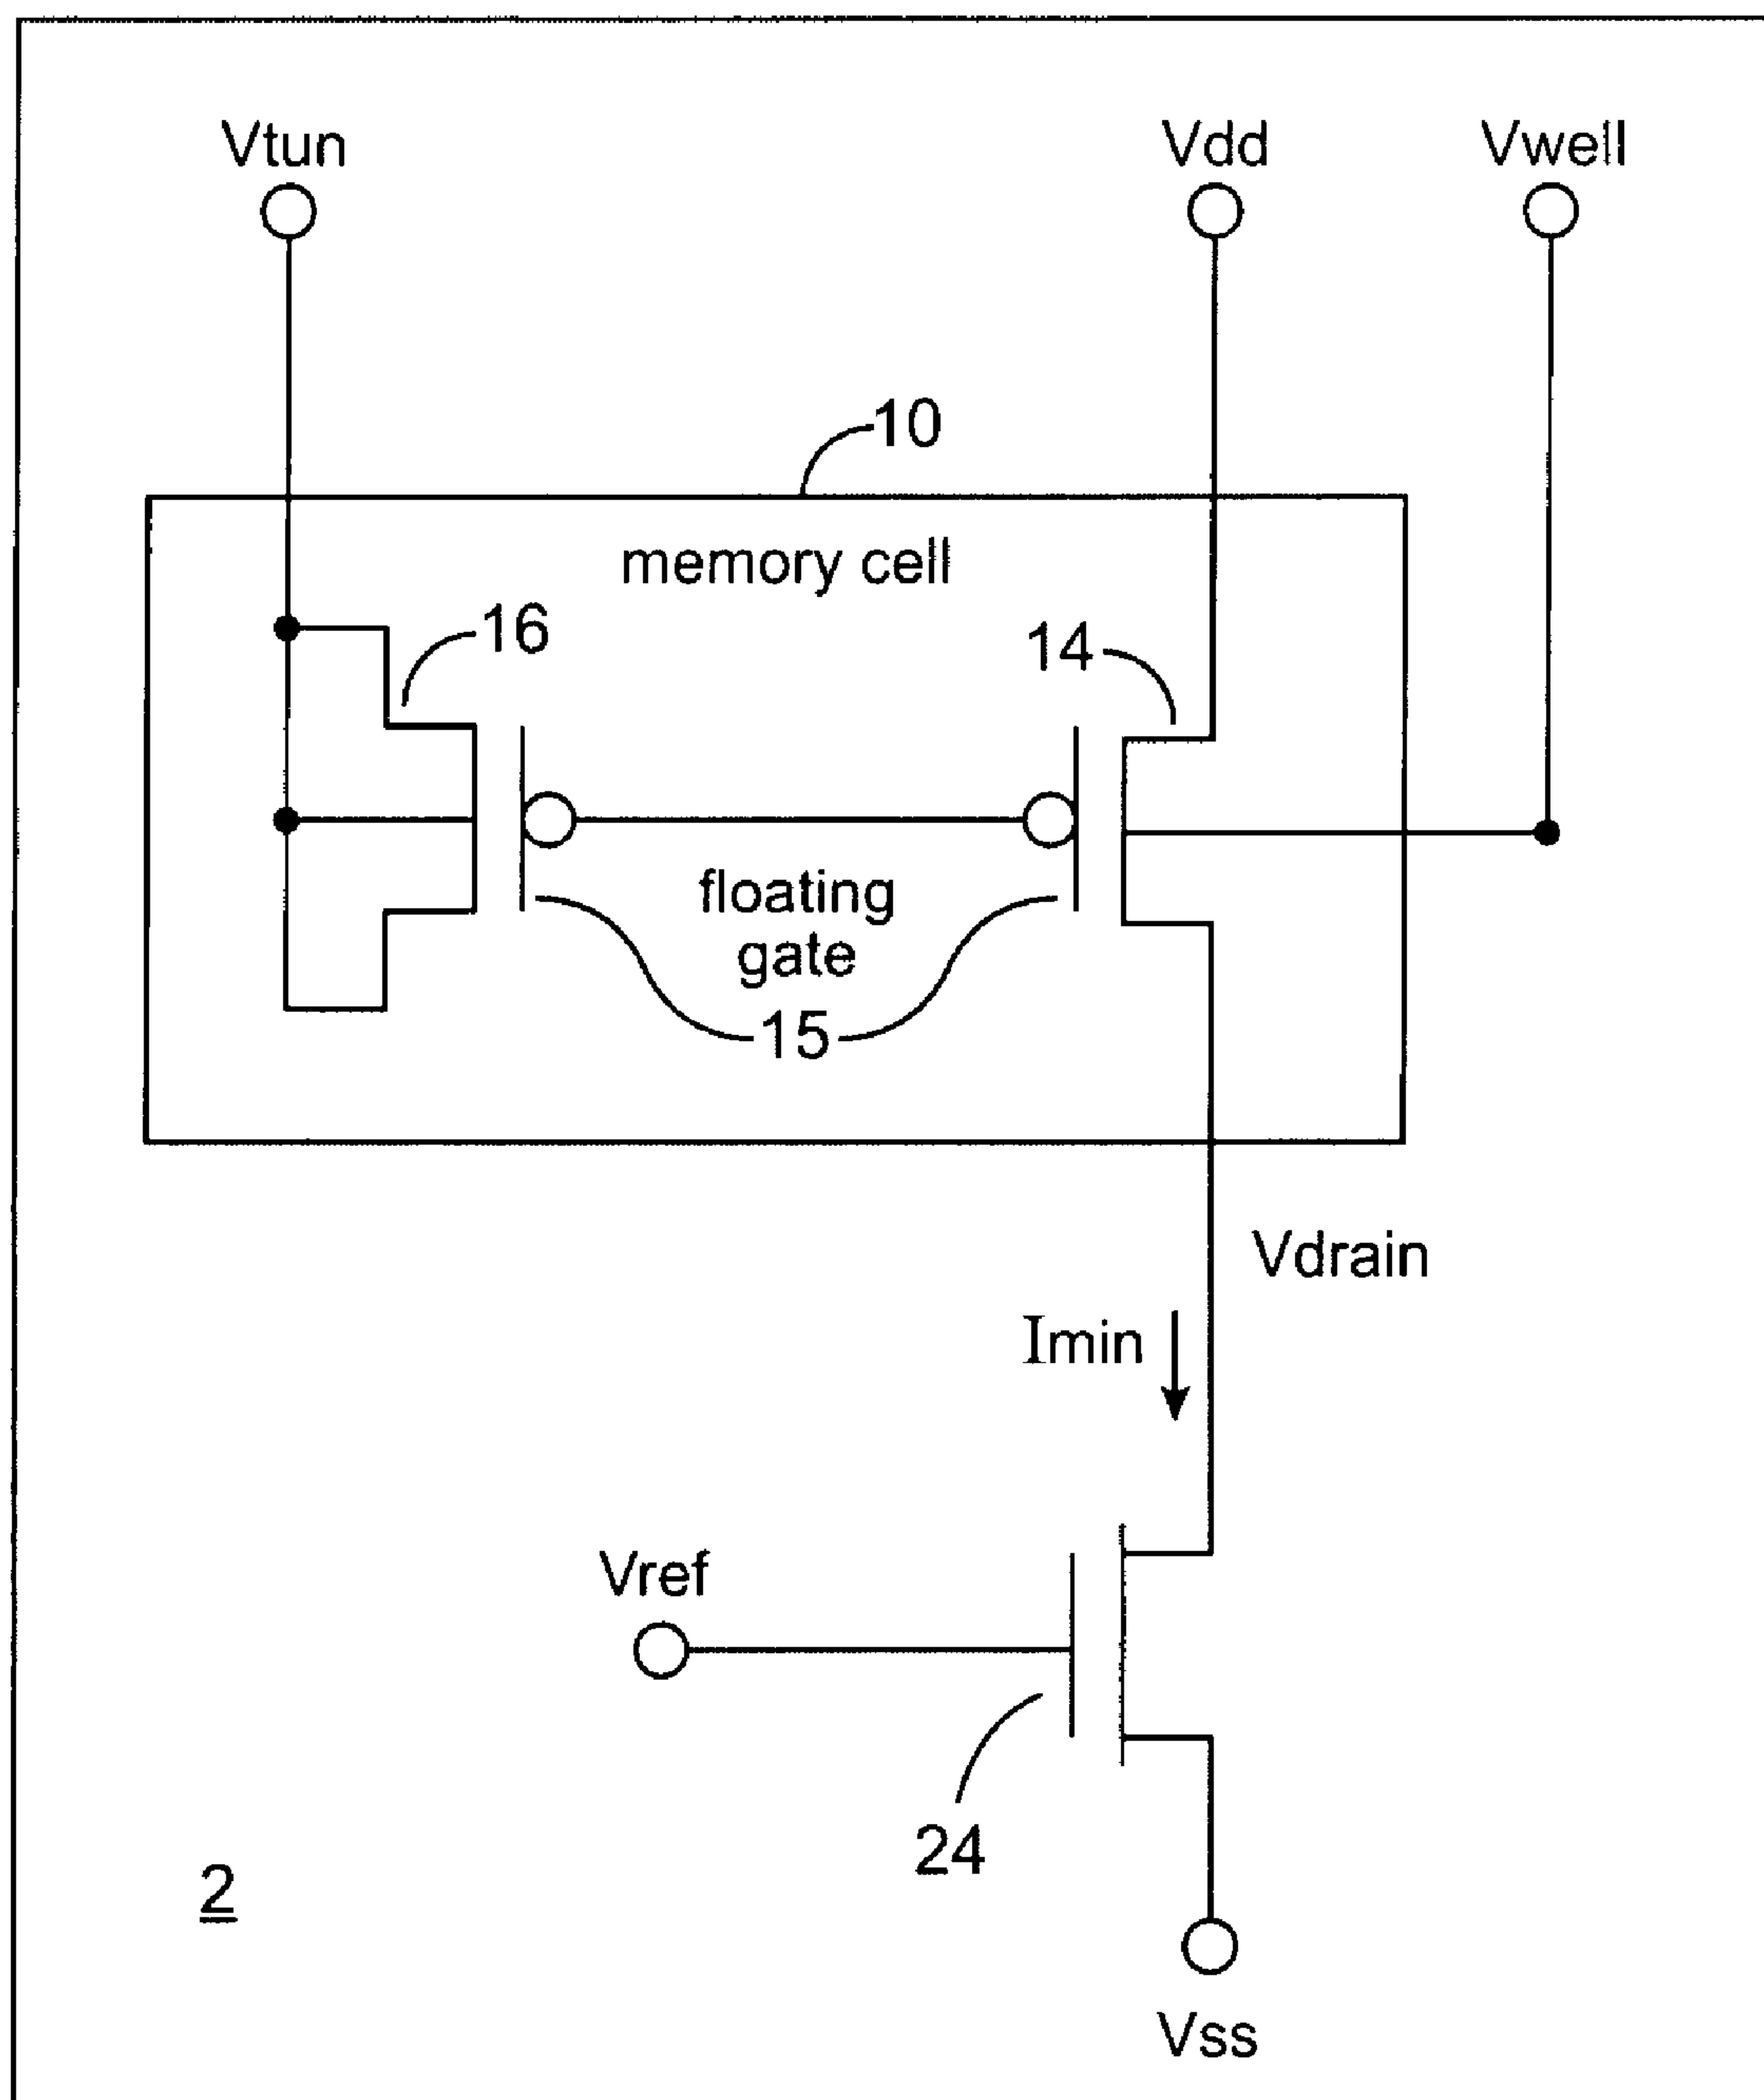 Vtun
Vdd
Vwell
10
memory cell
16
14
floating
gate
15
Vdrain
Imin
Vref
24
2
Vss